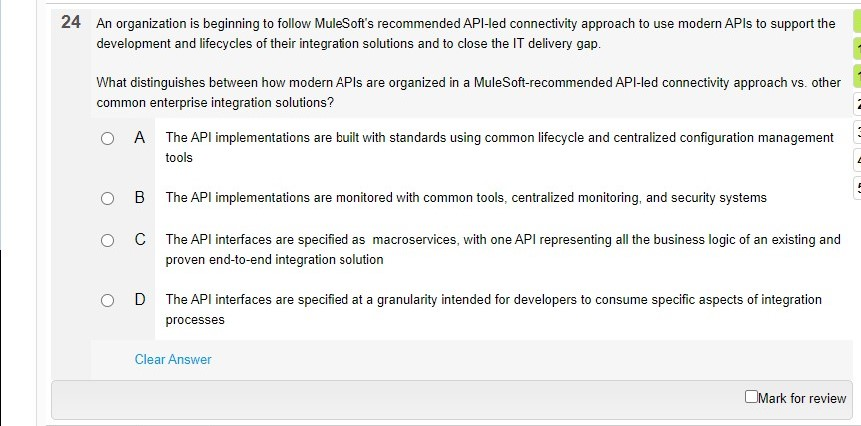 24 An organization is beginning to follow MuleSoft's recommended API-led connectivity approach to use modern APIs to support the
development and lifecycles of their integration solutions and to close the IT delivery gap.
What distinguishes between how modern APIs are organized in a MuleSoft-recommended API-led connectivity approach vs. other
common enterprise integration solutions?
A The API implementations are built with standards using common lifecycle and centralized configuration management
tools
B The API implementations are monitored with common tools, centralized monitoring, and security systems
C The API interfaces are specified as macroservices, with one API representing all the business logic of an existing and
proven end-to-end integration solution
D The API interfaces are specified at a granularity intended for developers to consume specific aspects of integration
processes
Clear Answer
Mark for review